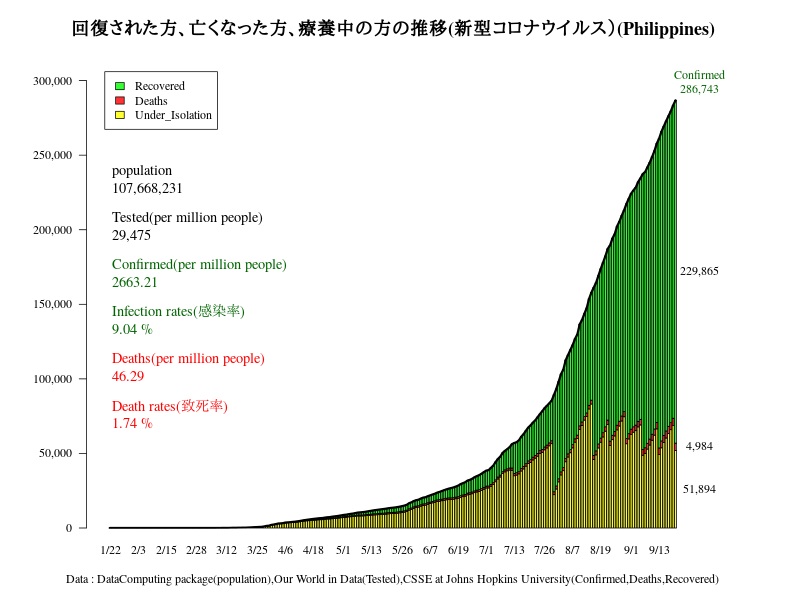 回復された方、亡くなった方、療養中の方の推移(新型コロナウイルス）(Philippines)
Confirmed
286,743
300,000
250,000
200,000
150,000
100,000
50,000
0
Recovered
Deaths
Under_Isolation
population
107,668,231
Tested(per million people)
29,475
Confirmed(per million people)
2663.21
Infection rates(感染率)
9.04 %
Deaths(per million people)
46.29
Death rates(致死率)
1.74 %
229,865
4,984
51,894
1/22 2/3 2/15 2/28 3/12 3/25 4/6 4/18 5/1 5/13 5/26 6/7 6/19 7/1 7/13 7/26 8/7 8/19 9/1 9/13
Data : DataComputing package(population),Our World in Data(Tested),CSSE at Johns Hopkins University(Confirmed,Deaths,Recovered)